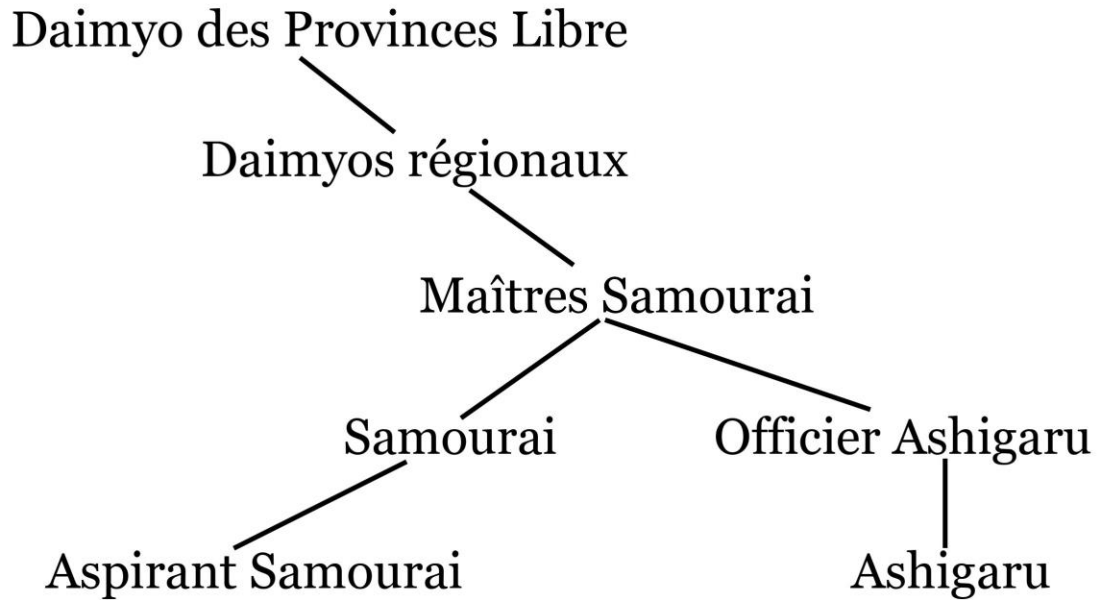 Daimyo des Provinces Libre
Daimyos régionaux
Maîtres Samourai
Samourai
Officier Ashigaru
Aspirant Samourai
Ashigaru